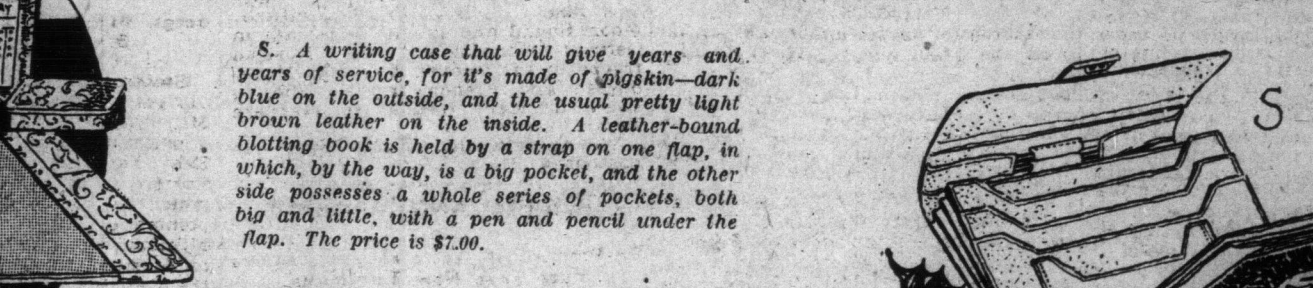 S. A writing case that will give years and
years of service, for it's made of pigskin—dark
blue on the outside, and the usual pretty light
brown leather on the inside. A leather-bound
blotting book is held by a strap on one flap, in
which, by the way, is a big pocket, and the other
side possesses a whole series of pockets, both
big and little, with a pen and pencil under the
flap. The price is $7.00.
S